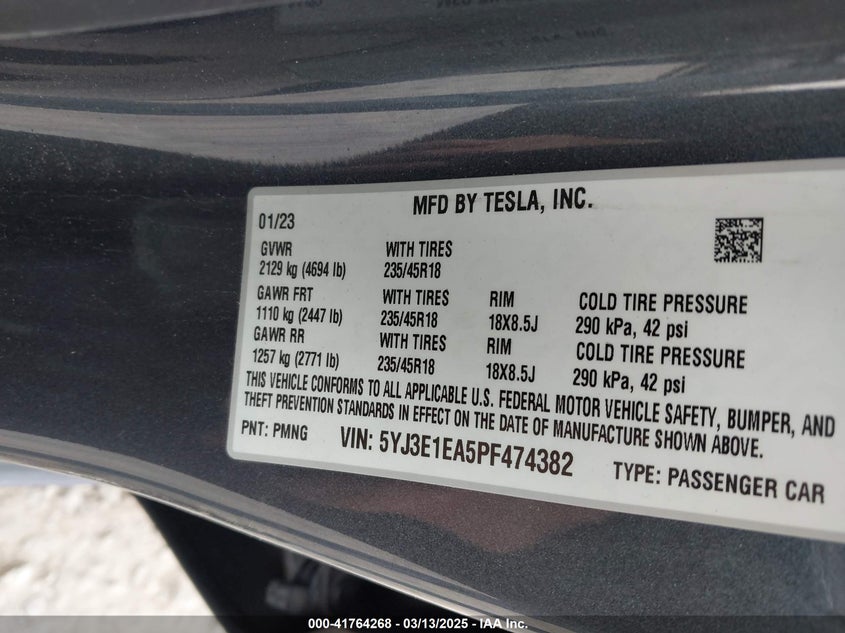 MFD BY TESLA, INC.
01/23
GVWR WITH TIRES
2129 kg (4694 lb) 235/45R18
GAWR FRT WITH TIRES RIM COLD TIRE PRESSURE
1110 kg (2447 lb) 235/45R18 18X8.5J 290 kPa, 42 psi
GAWR RR WITH TIRES RIM COLD TIRE PRESSURE
1257 kg (2771 lb) 235/45R18 18X8.5J 290 kPa, 42 psi
THIS VEHICLE CONFORMS TO ALL APPLICABLE U.S. FEDERAL MOTOR VEHICLE SAFETY, BUMPER, AND
THEFT PREVENTION STANDARDS IN EFFECT ON THE DATE OF MANUFACTURE SHOWN ABOVE.
PNT: PMNG VIN: 5YJ3E1EA5PF474382 TYPE: PASSENGER CAR
000-41764268 - 03/13/2025 - IAA Inc.